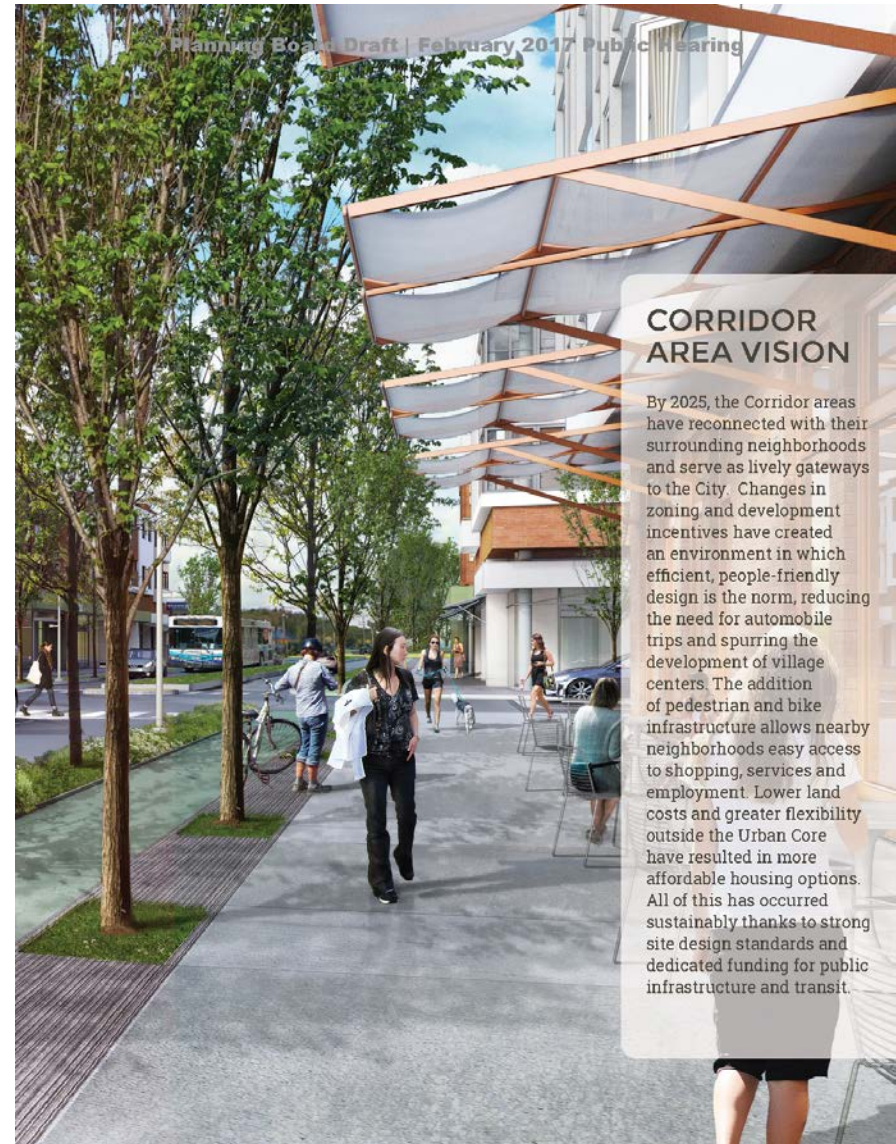 Planning Board Draft | February 2017 Public Hearing
CORRIDOR
AREA VISION
By 2025, the Corridor areas
have reconnected with their
surrounding neighborhoods
and serve as lively gateways
to the City.  Changes in
zoning and development
incentives have created
an environment in which
efficient, people-friendly
design is the norm, reducing
the need for automobile
trips and spurring the
development of village
centers. The addition
of pedestrian and bike
infrastructure allows nearby
neighborhoods easy access
to shopping, services and
employment. Lower land
costs and greater flexibility
outside the Urban Core
have resulted in more
affordable housing options.
All of this has occurred
sustainably thanks to strong
site design standards and
dedicated funding for public
infrastructure and transit.